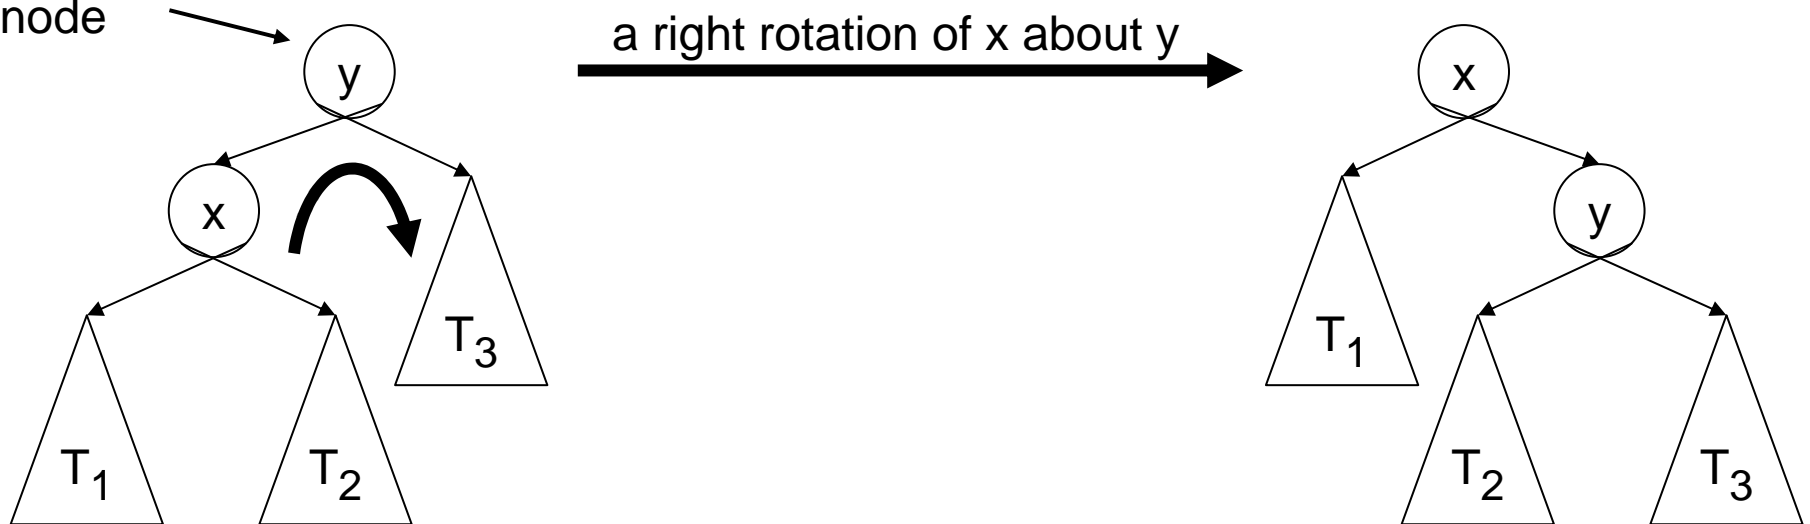 node
a right rotation of x about y
y
x
x
y
T3
T1
T1
T2
T2
T3